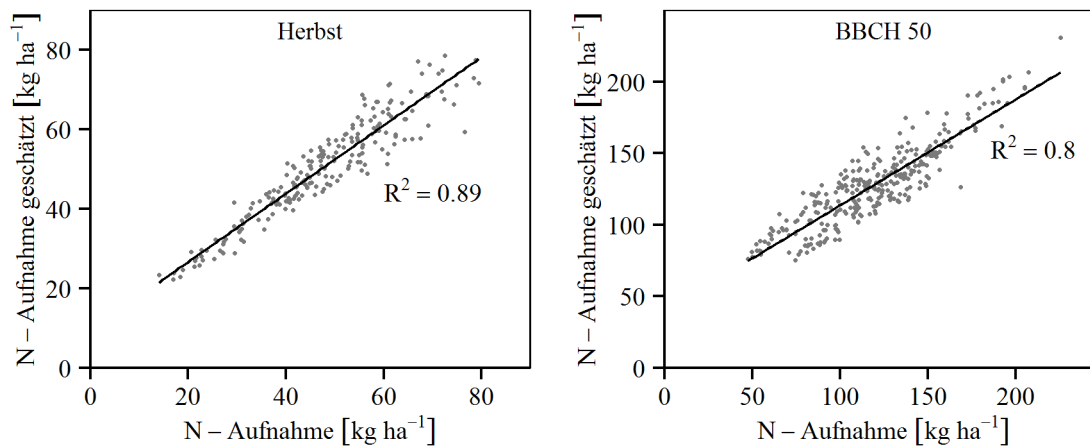 Herbst
N – Aufnahme geschätzt [kg ha⁻¹]
80
60
40
20
0
R² = 0.89
0 20 40 60 80
N – Aufnahme [kg ha⁻¹]
BBCH 50
N – Aufnahme geschätzt [kg ha⁻¹]
200
150
100
50
0
R² = 0.8
0 50 100 150 200
N – Aufnahme [kg ha⁻¹]